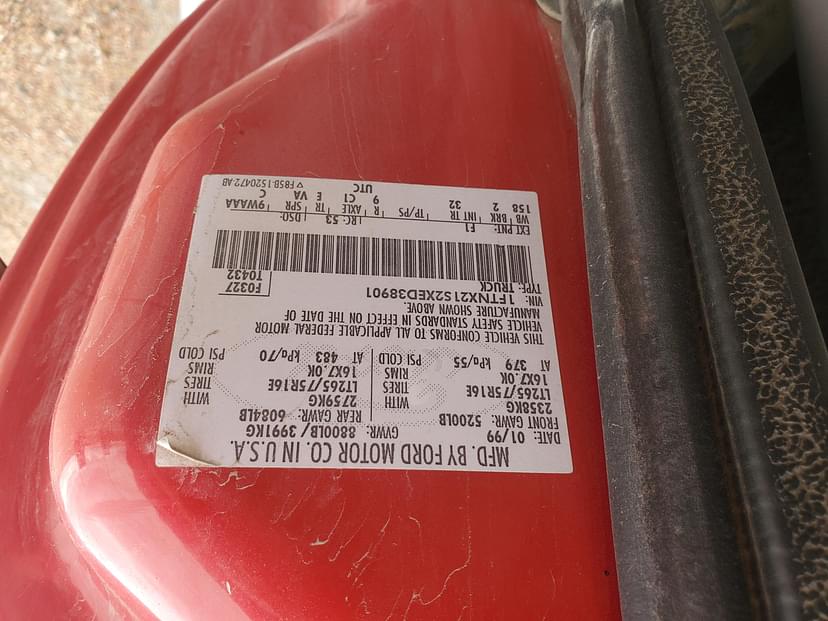 MFD. BY FORD MOTOR CO. IN U.S.A.
DATE: 01/99 GVWR: 8800LB/3991KG
FRONT GAWR: 5200LB REAR GAWR: 6084LB
2358KG WITH 2759KG WITH
LT265/75R16E TIRES LT265/75R16E TIRES
16X7.0K RIMS 16X7.0K RIMS
AT 379 kPa/55 PSI COLD AT 483 kPa/70 PSI COLD
THIS VEHICLE CONFORMS TO ALL APPLICABLE FEDERAL MOTOR
VEHICLE SAFETY STANDARDS IN EFFECT ON THE DATE OF
MANUFACTURE SHOWN ABOVE.
VIN: 1FTNX21S2XED38901 F0327
TYPE: TRUCK T0432
EXT PNT: F1 RC: 53 DSO:
WB BRK INT TR TP/PS R AXLE TR SPR
158 2 32 9 C1 E VA C 9WAAA
UTC
▽ F85B-1520472-AB